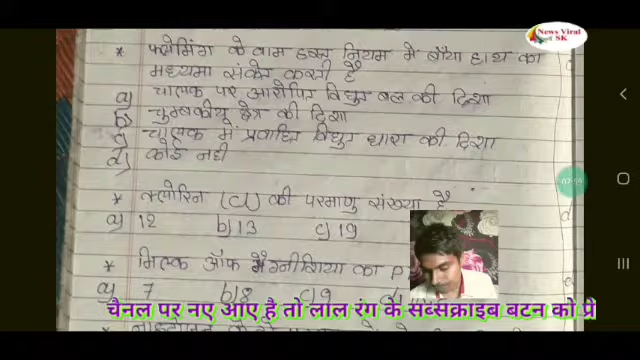 News Viral
SK
* फ्लेमिंग के वाम हस्त नियम में बाँया हाथ का
मध्यमा संकेत करती है
a) चालक पर आरोपित विधुत बल की दिशा
b) चुम्बकीय क्षेत्र की दिशा
c) चालक में प्रवाहित विधुत धारा की दिशा
d) कोई नही
* क्लोरिन (Cl) की परमाणु संख्या है
a) 12 b) 13 c) 19
* मिल्क ऑफ मैग्नीशिया का P
a) 7 b) 8 c) 9
चैनल पर नए आए है तो लाल रंग के सब्सक्राइब बटन को प्रे